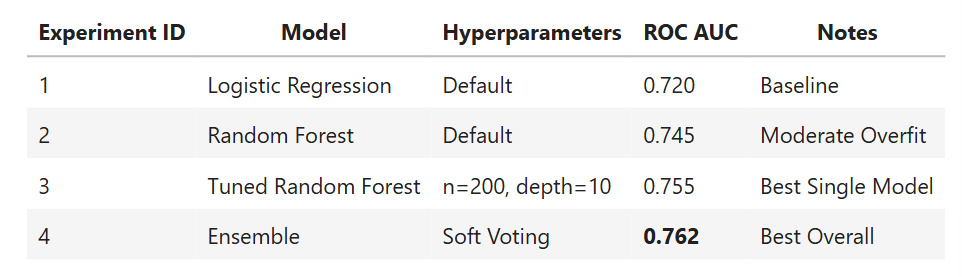 Experiment ID Model Hyperparameters ROC AUC Notes
1 Logistic Regression Default 0.720 Baseline
2 Random Forest Default 0.745 Moderate Overfit
3 Tuned Random Forest n=200, depth=10 0.755 Best Single Model
4 Ensemble Soft Voting 0.762 Best Overall